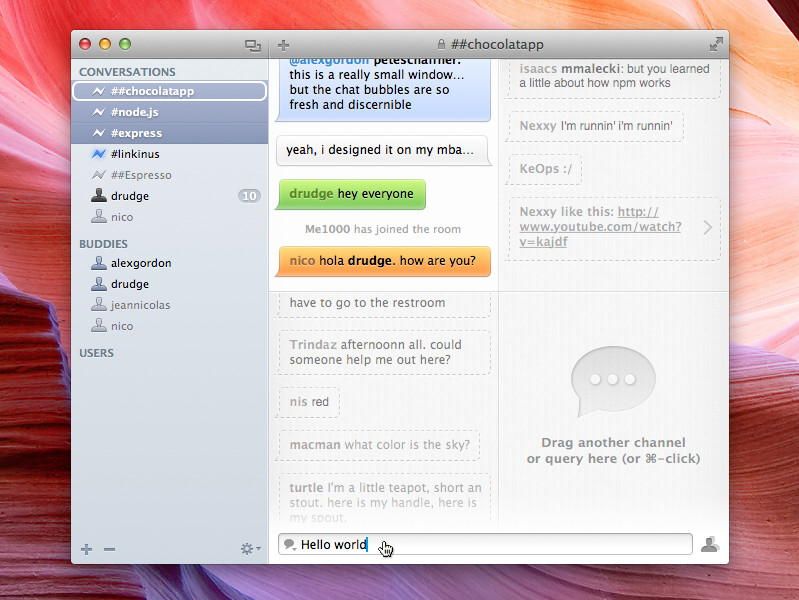 ##chocolatapp
CONVERSATIONS
##chocolatapp
#node.js
#express
#linkinus
##Espresso
drudge 10
nico
BUDDIES
alexgordon
drudge
jeannicolas
nico
USERS
this is a really small window...
but the chat bubbles are so
fresh and discernible
yeah, i designed it on my mba...
drudge hey everyone
Me1000 has joined the room
nico hola drudge. how are you?
isaacs mmalecki: but you learned
a little about how npm works
Nexxy I'm runnin' i'm runnin'
KeOps :/
Nexxy like this: http://
www.youtube.com/watch?
v=kajdf
have to go to the restroom
Trindaz afternoonn all. could
someone help me out here?
nis red
macman what color is the sky?
turtle I'm a little teapot, short an
stout. here is my handle, here is
my spout.
Drag another channel
or query here (or ⌘-click)
Hello world